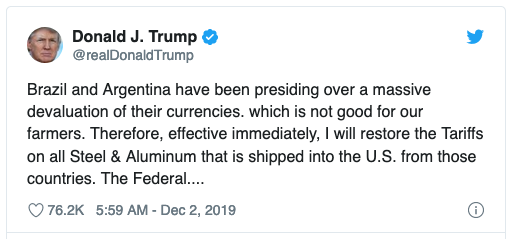 Donald J. Trump
@realDonaldTrump
Brazil and Argentina have been presiding over a massive
devaluation of their currencies. which is not good for our
farmers. Therefore, effective immediately, I will restore the Tariffs
on all Steel & Aluminum that is shipped into the U.S. from those
countries. The Federal....
76.2K 5:59 AM - Dec 2, 2019